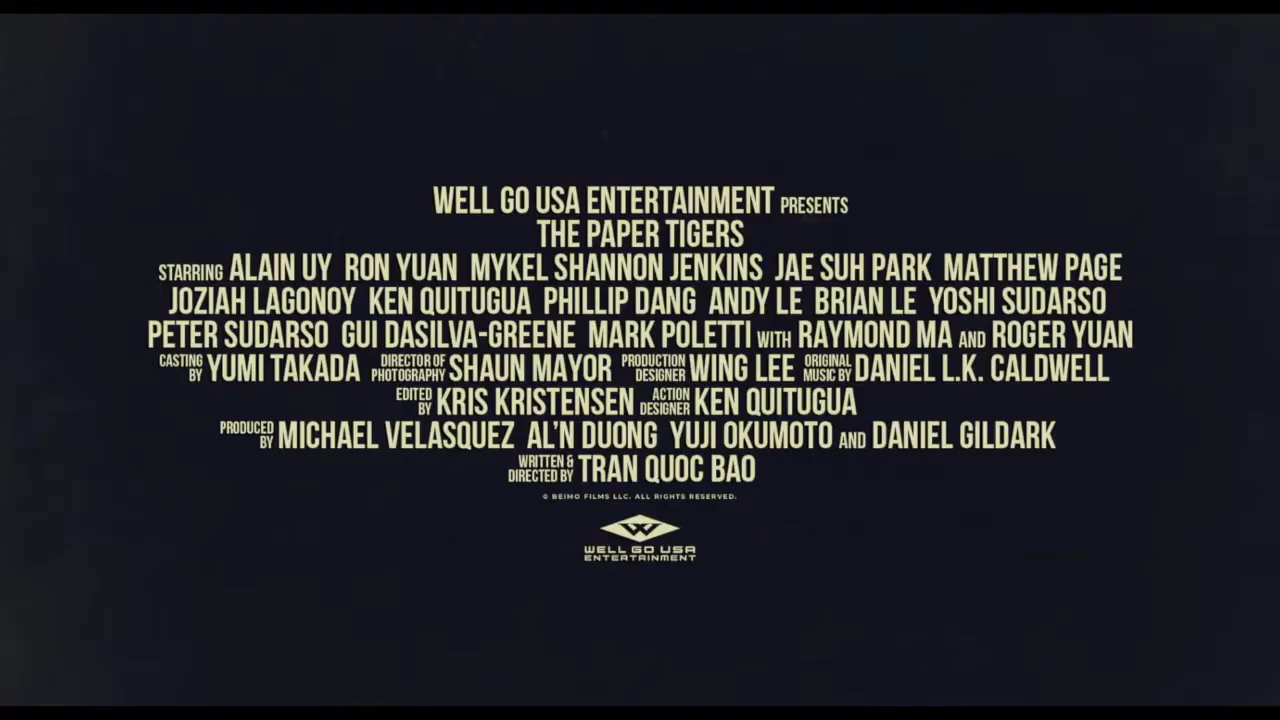 WELL GO USA ENTERTAINMENT PRESENTS
THE PAPER TIGERS
STARRING ALAIN UY RON YUAN MYKEL SHANNON JENKINS JAE SUH PARK MATTHEW PAGE
JOZIAH LAGONOY KEN QUITUGUA PHILLIP DANG ANDY LE BRIAN LE YOSHI SUDARSO
PETER SUDARSO GUI DASILVA-GREENE MARK POLETTI WITH RAYMOND MA AND ROGER YUAN
CASTING BY YUMI TAKADA DIRECTOR OF PHOTOGRAPHY SHAUN MAYOR PRODUCTION DESIGNER WING LEE ORIGINAL MUSIC BY DANIEL L.K. CALDWELL
EDITED BY KRIS KRISTENSEN ACTION DESIGNER KEN QUITUGUA
PRODUCED BY MICHAEL VELASQUEZ AL'N DUONG YUJI OKUMOTO AND DANIEL GILDARK
WRITTEN & DIRECTED BY TRAN QUOC BAO
© BEIMO FILMS LLC. ALL RIGHTS RESERVED.
WELL GO USA
ENTERTAINMENT